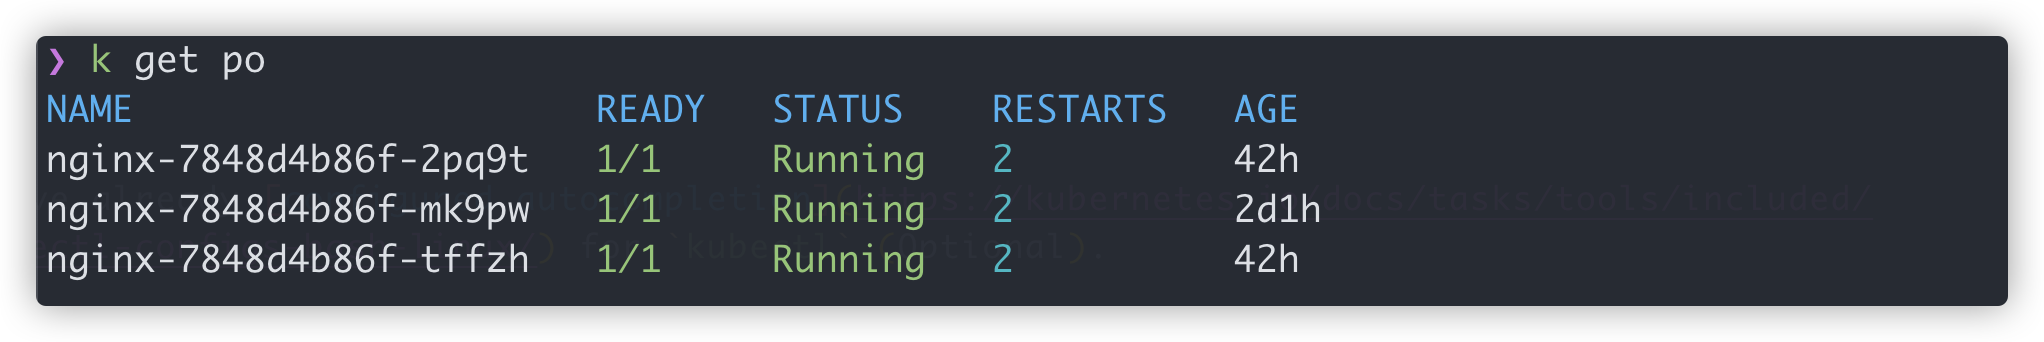 ❯ k get po
NAME READY STATUS RESTARTS AGE
nginx-7848d4b86f-2pq9t 1/1 Running 2 42h
nginx-7848d4b86f-mk9pw 1/1 Running 2 2d1h
nginx-7848d4b86f-tffzh 1/1 Running 2 42h